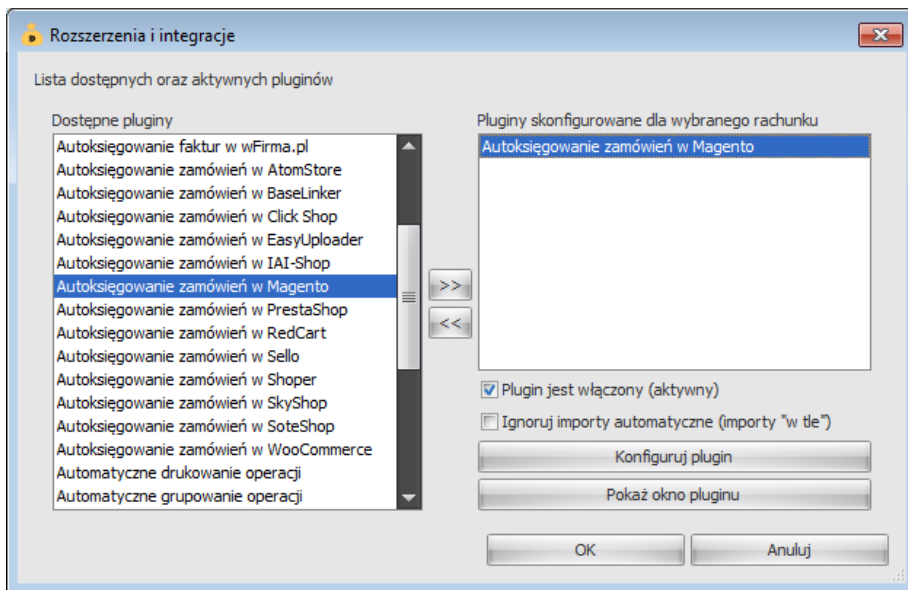 Rozszerzenia i integracje
Lista dostępnych oraz aktywnych pluginów
Dostępne pluginy
Autoksięgowanie faktur w wFirma.pl
Autoksięgowanie zamówień w AtomStore
Autoksięgowanie zamówień w BaseLinker
Autoksięgowanie zamówień w Click Shop
Autoksięgowanie zamówień w EasyUploader
Autoksięgowanie zamówień w IAI-Shop
Autoksięgowanie zamówień w Magento
Autoksięgowanie zamówień w PrestaShop
Autoksięgowanie zamówień w RedCart
Autoksięgowanie zamówień w Sello
Autoksięgowanie zamówień w Shoper
Autoksięgowanie zamówień w SkyShop
Autoksięgowanie zamówień w SoteShop
Autoksięgowanie zamówień w WooCommerce
Automatyczne drukowanie operacji
Automatyczne grupowanie operacji
>>
<<
Pluginy skonfigurowane dla wybranego rachunku
Autoksięgowanie zamówień w Magento
Plugin jest włączony (aktywny)
Ignoruj importy automatyczne (importy "w tle")
Konfiguruj plugin
Pokaż okno pluginu
OK
Anuluj